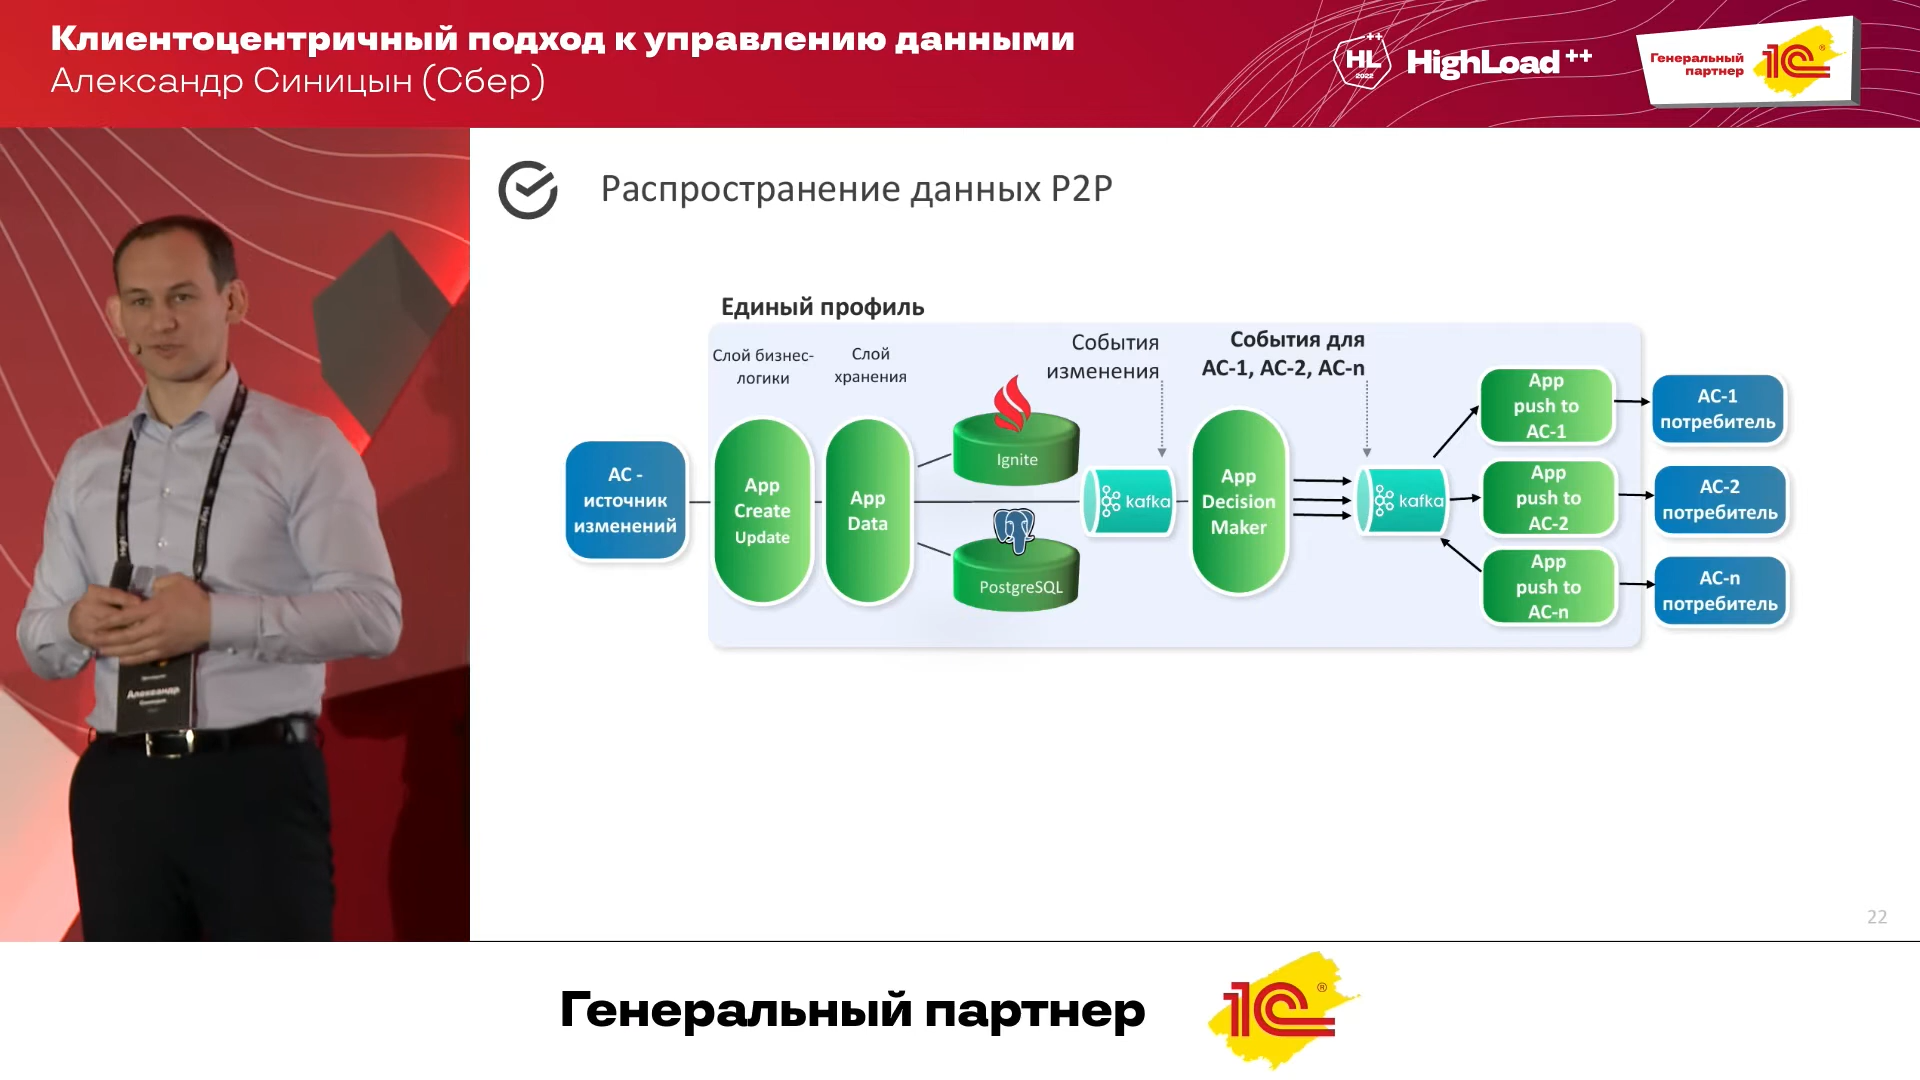 Клиентоцентричный подход к управлению данными
Александр Синицын (Сбер)
++
HL
2022
HighLoad ++
Генеральный
партнер
1С ®
Распространение данных P2P
Единый профиль
Слой бизнес-
логики
Слой
хранения
События
изменения
События для
АС-1, АС-2, АС-n
АС -
источник
изменений
App
Create
Update
App
Data
Ignite
PostgreSQL
kafka
App
Decision
Maker
kafka
App
push to
АС-1
App
push to
АС-2
App
push to
АС-n
АС-1
потребитель
АС-2
потребитель
АС-n
потребитель
22
Александр
Генеральный партнер
1С ®